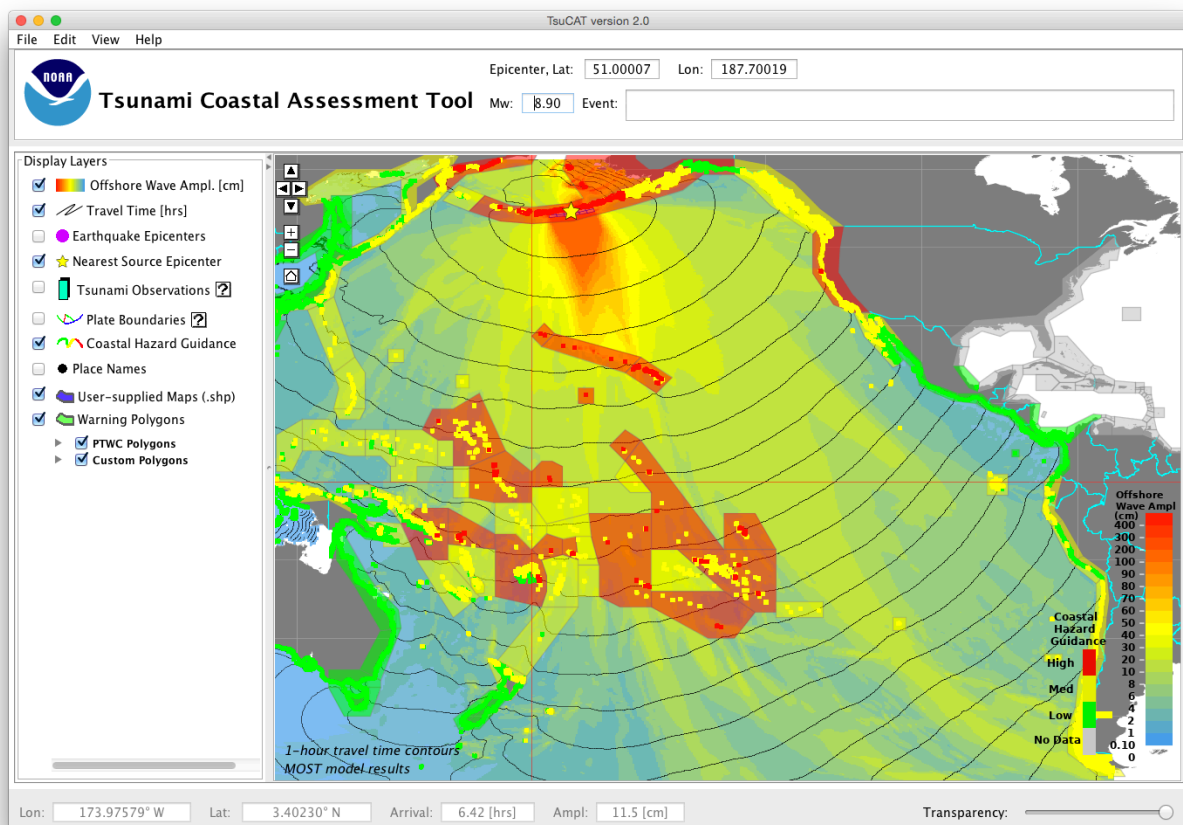 TsuCAT version 2.0
File Edit View Help
NOAA
Tsunami Coastal Assessment Tool
Epicenter, Lat: 51.00007 Lon: 187.70019
Mw: 8.90 Event:
Display Layers
Offshore Wave Ampl. [cm]
Travel Time [hrs]
Earthquake Epicenters
Nearest Source Epicenter
Tsunami Observations ?
Plate Boundaries ?
Coastal Hazard Guidance
Place Names
User-supplied Maps (.shp)
Warning Polygons
PTWC Polygons
Custom Polygons
Offshore
Wave Ampl
(cm)
400
300
200
100
90
80
70
60
50
40
30
20
10
8
6
4
2
1
0.10
0
Coastal
Hazard
Guidance
High
Med
Low
No Data
1-hour travel time contours
MOST model results
Lon: 173.97579° W Lat: 3.40230° N Arrival: 6.42 [hrs] Ampl: 11.5 [cm] Transparency: